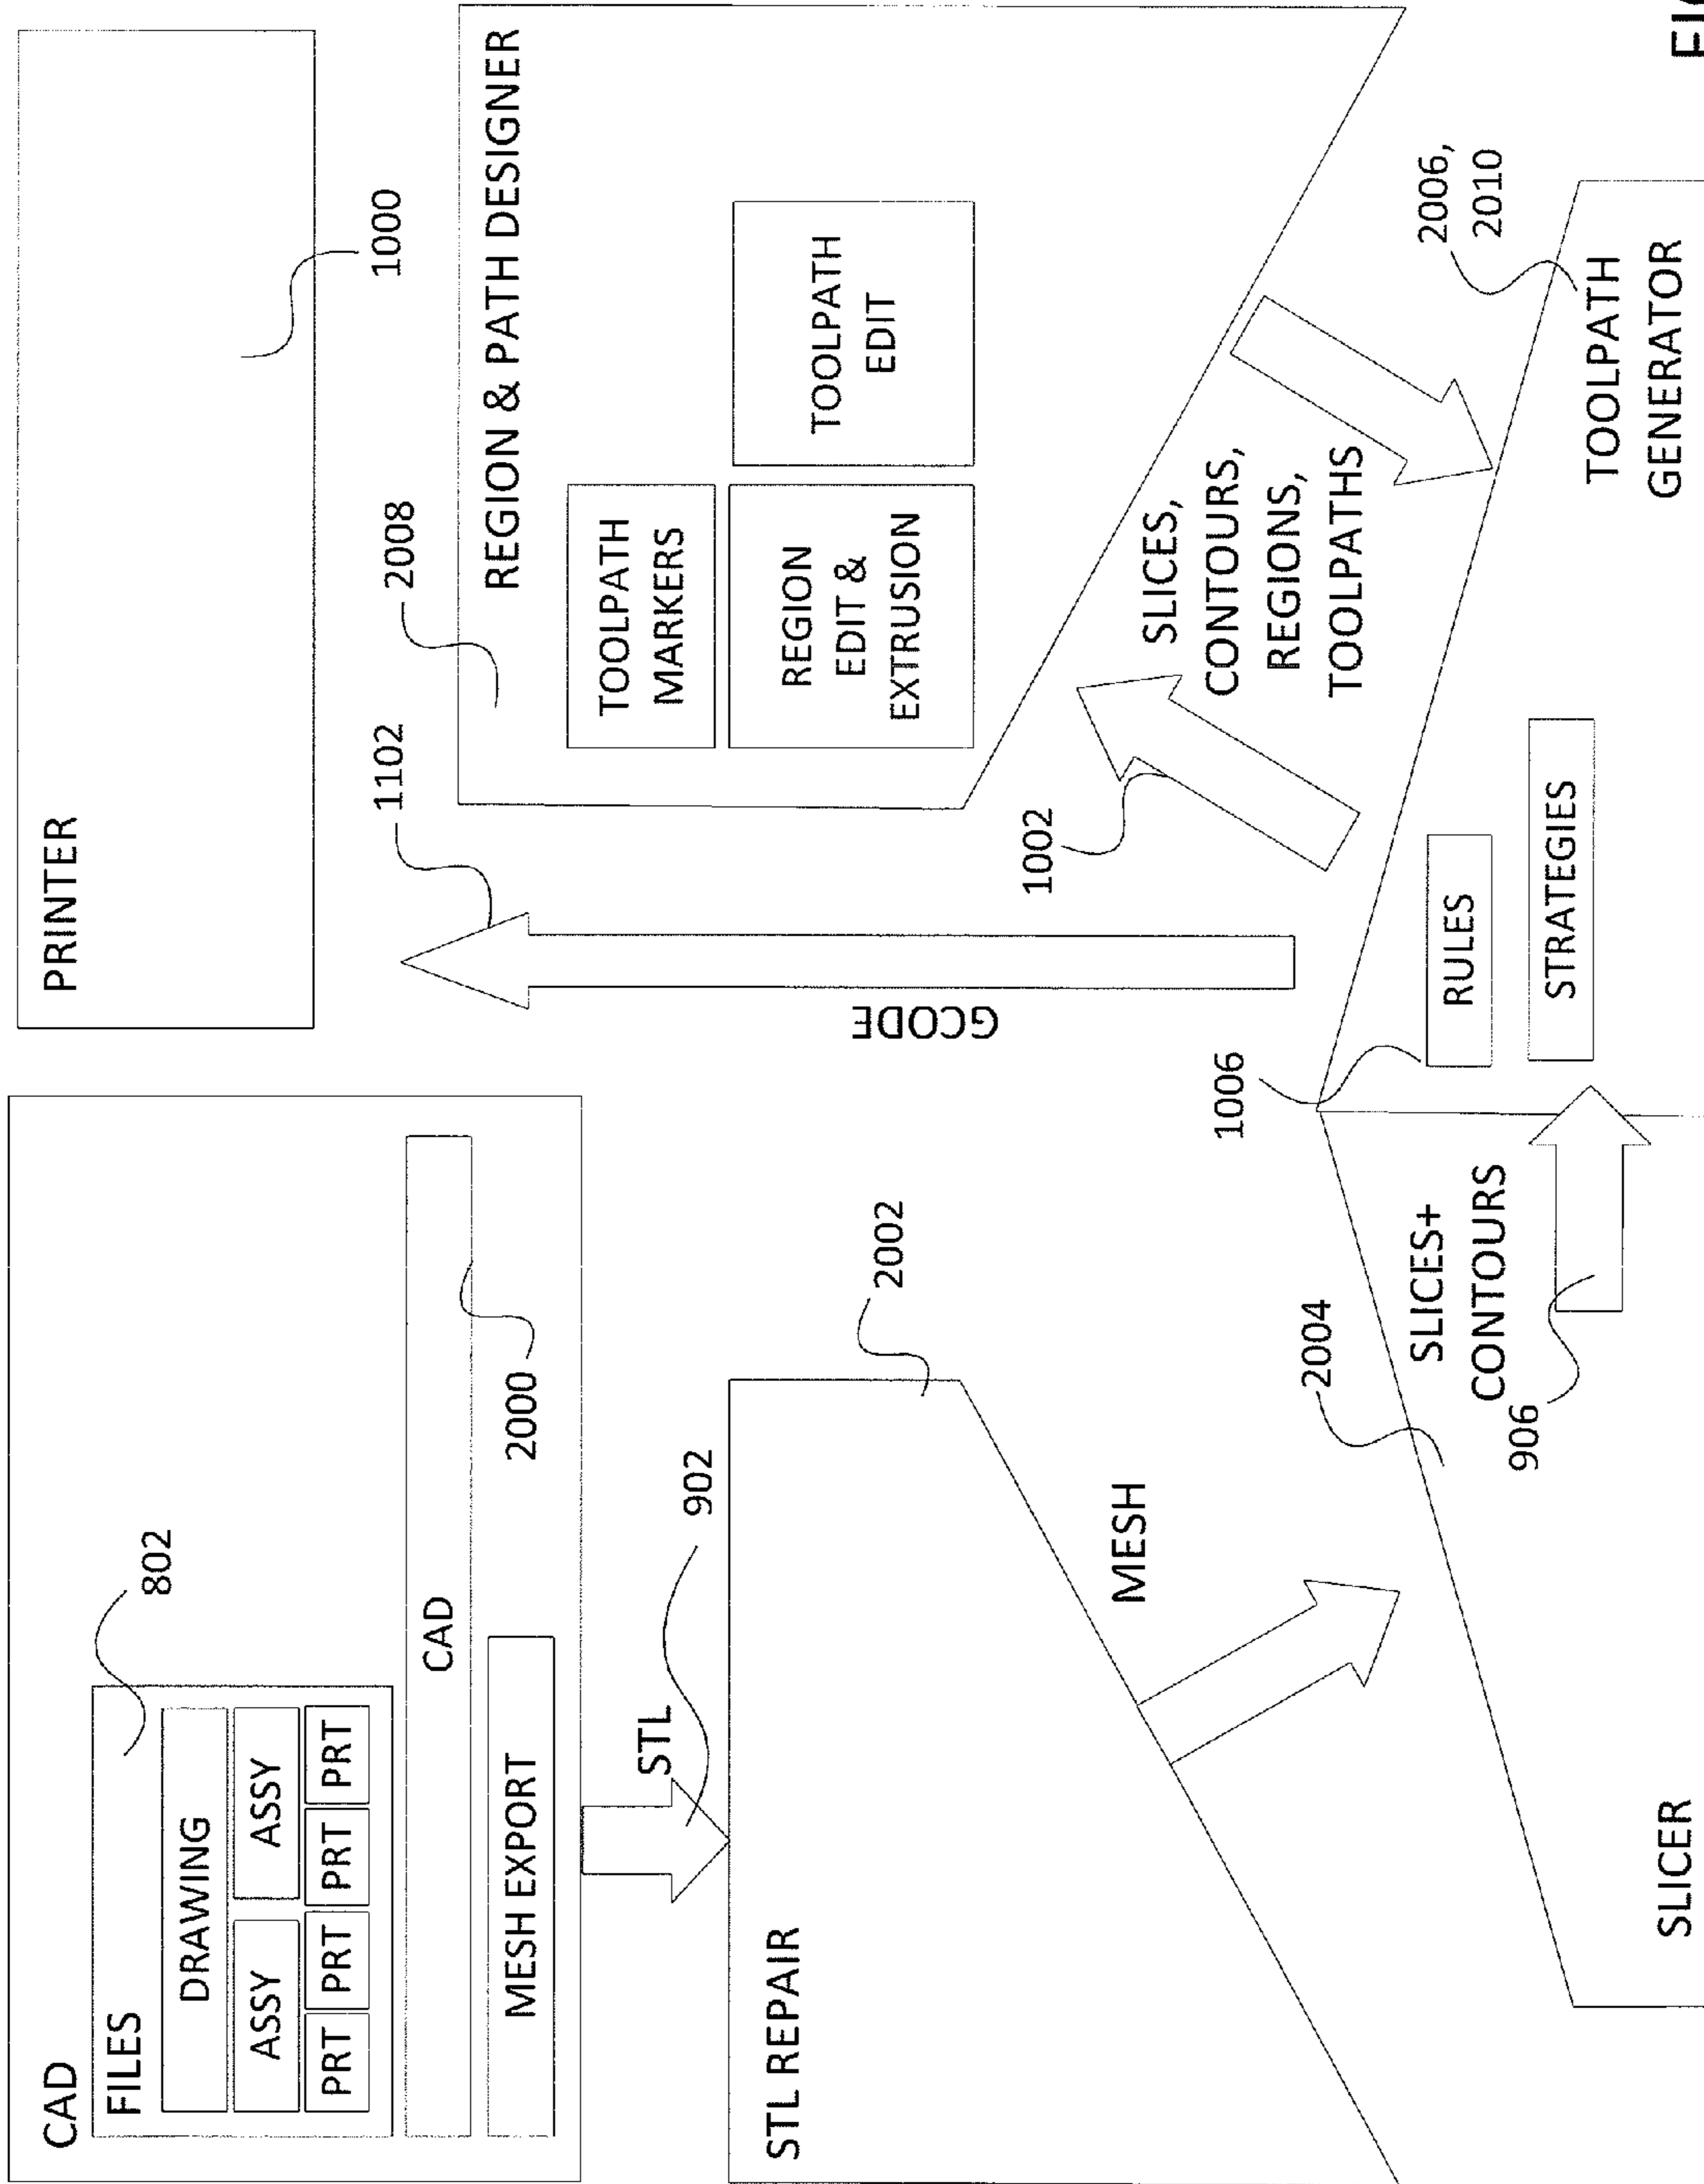 CAD
FILES
802
DRAWING
ASSY
ASSY
PRT
PRT
PRT
PRT
CAD
2000
MESH EXPORT
STL
902
STL REPAIR
2002
MESH
2004
SLICER
SLICES+
CONTOURS
906
PRINTER
1000
1102
GCODE
2008
REGION & PATH DESIGNER
TOOLPATH
MARKERS
REGION
EDIT &
EXTRUSION
TOOLPATH
EDIT
1002
SLICES,
CONTOURS,
REGIONS,
TOOLPATHS
2006,
2010
1006
RULES
STRATEGIES
TOOLPATH
GENERATOR